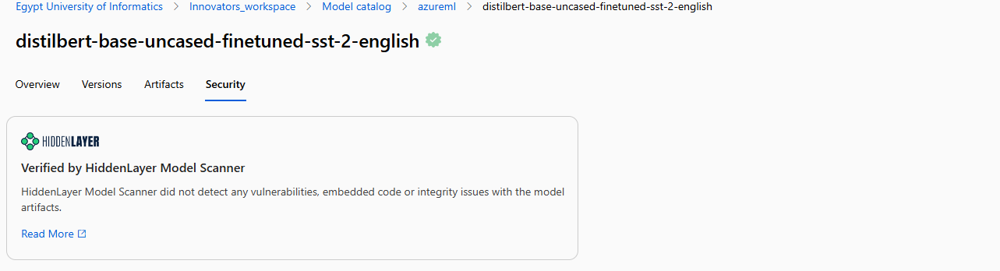 Egypt University of Informatics > Innovators_workspace > Model catalog > azureml > distilbert-base-uncased-finetuned-sst-2-english
distilbert-base-uncased-finetuned-sst-2-english
Overview Versions Artifacts Security
HIDDENLAYER
Verified by HiddenLayer Model Scanner
HiddenLayer Model Scanner did not detect any vulnerabilities, embedded code or integrity issues with the model
artifacts.
Read More